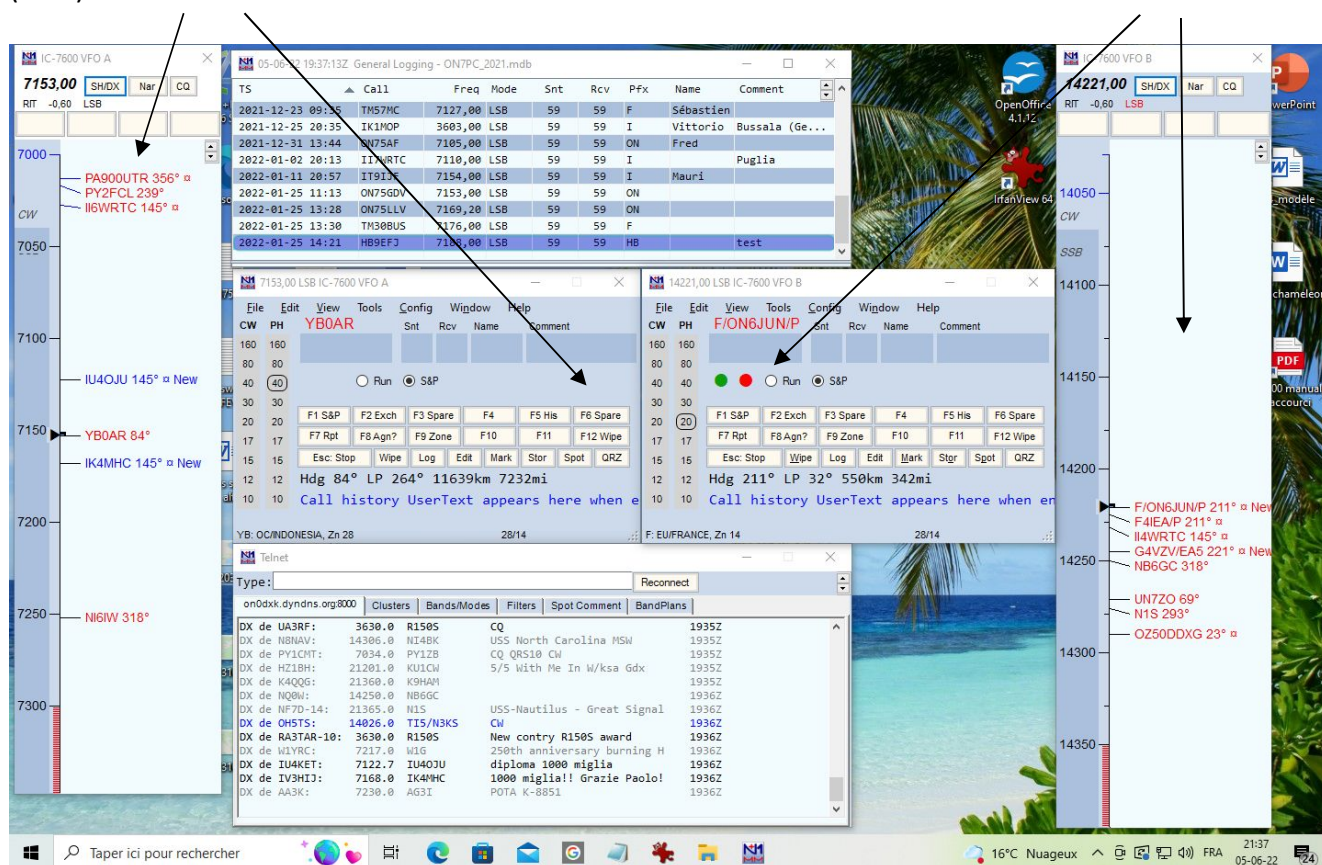 IC-7600 VFO A
7153,00 SH/DX Nar CQ
RIT -0,60 LSB
7000
PA900UTR 356° ¤
PY2FCL 239°
II6WRTC 145° ¤
CW
7050
7100
IU4OJU 145° ¤ New
7150
YB0AR 84°
IK4MHC 145° ¤ New
7200
7250
NI6IW 318°
7300
05-06-22 19:37:13Z General Logging - ON7PC_2021.mdb
TS Call Freq Mode Snt Rcv Pfx Name Comment
2021-12-23 09:35 TM57MC 7127,00 LSB 59 59 F Sébastien
2021-12-25 20:35 IK1MOP 3603,00 LSB 59 59 I Vittorio Bussala (Ge...
2021-12-31 13:44 ON75AF 7105,00 LSB 59 59 ON Fred
2022-01-02 20:13 7110,00 LSB 59 59 I Puglia
2022-01-11 20:57 7154,00 LSB 59 59 I Mauri
2022-01-25 11:13 ON75GDV 7153,00 LSB 59 59 ON
2022-01-25 13:28 ON75LLV 7169,20 LSB 59 59 ON
2022-01-25 13:30 TM30BUS 7176,00 LSB 59 59 F
2022-01-25 14:21 HB9EFJ 7108,00 LSB 59 59 HB test
7153,00 LSB IC-7600 VFO A
File Edit View Tools Config Window Help
CW PH YB0AR Snt Rcv Name Comment
160 160
80 80
40 40 Run S&P
30 30
20 20 F1 S&P F2 Exch F3 Spare F4 F5 His F6 Spare
17 17 F7 Rpt F8 Agn? F9 Zone F10 F11 F12 Wipe
15 15 Esc: Stop Wipe Log Edit Mark Stor Spot QRZ
12 12 Hdg 84° LP 264° 11639km 7232mi
10 10 Call history UserText appears here when e
YB: OC/INDONESIA, Zn 28 28/14
14221,00 LSB IC-7600 VFO B
File Edit View Tools Config Window Help
CW PH F/ON6JUN/P Snt Rcv Name Comment
160 160
80 80
40 40 Run S&P
30 30
20 20 F1 S&P F2 Exch F3 Spare F4 F5 His F6 Spare
17 17 F7 Rpt F8 Agn? F9 Zone F10 F11 F12 Wipe
15 15 Esc: Stop Wipe Log Edit Mark Stor Spot QRZ
12 12 Hdg 211° LP 32° 550km 342mi
10 10 Call history UserText appears here when en
F: EU/FRANCE, Zn 14 28/14
Telnet
Type: Reconnect
on0dxk.dyndns.org:8000 Clusters Bands/Modes Filters Spot Comment BandPlans
DX de UA3RF: 3630.0 R150S CQ 1935Z
DX de N8NAV: 14306.0 NI4BK USS North Carolina MSW 1935Z
DX de PY1CMT: 7034.0 PY1ZB CQ QRS10 CW 1935Z
DX de HZ1BH: 21201.0 KU1CW 5/5 With Me In W/ksa Gdx 1935Z
DX de K4QQG: 21360.0 K9HAM 1935Z
DX de NQ0W: 14250.0 NB6GC 1936Z
DX de NF7D-14: 21365.0 N1S USS-Nautilus - Great Signal 1936Z
DX de OH5TS: 14026.0 TI5/N3KS CW 1936Z
DX de RA3TAR-10: 3630.0 R150S New contry R150S award 1936Z
DX de W1YRC: 7217.0 W1G 250th anniversary burning H 1936Z
DX de IU4KET: 7122.7 IU4OJU diploma 1000 miglia 1936Z
DX de IV3HIJ: 7168.0 IK4MHC 1000 miglia!! Grazie Paolo! 1936Z
DX de AA3K: 7230.0 AG3I POTA K-8851 1936Z
OpenOffice
4.1.12
IrfanView 64
IC-7600 VFO B
14221,00 SH/DX Nar CQ
RIT -0,60 LSB
14050
CW
SSB
14100
14150
14200
F/ON6JUN/P 211° ¤ New
F4IEA/P 211° ¤
II4WRTC 145° ¤
G4VZV/EA5 221° ¤ New
14250
NB6GC 318°
UN7ZO 69°
N1S 293°
OZ50DDXG 23° ¤
14300
14350
werPoint
_modèle
chameleon
PDF
00 manual
accourci
Taper ici pour rechercher
16°C Nuageux
FRA
21:37
05-06-22
24